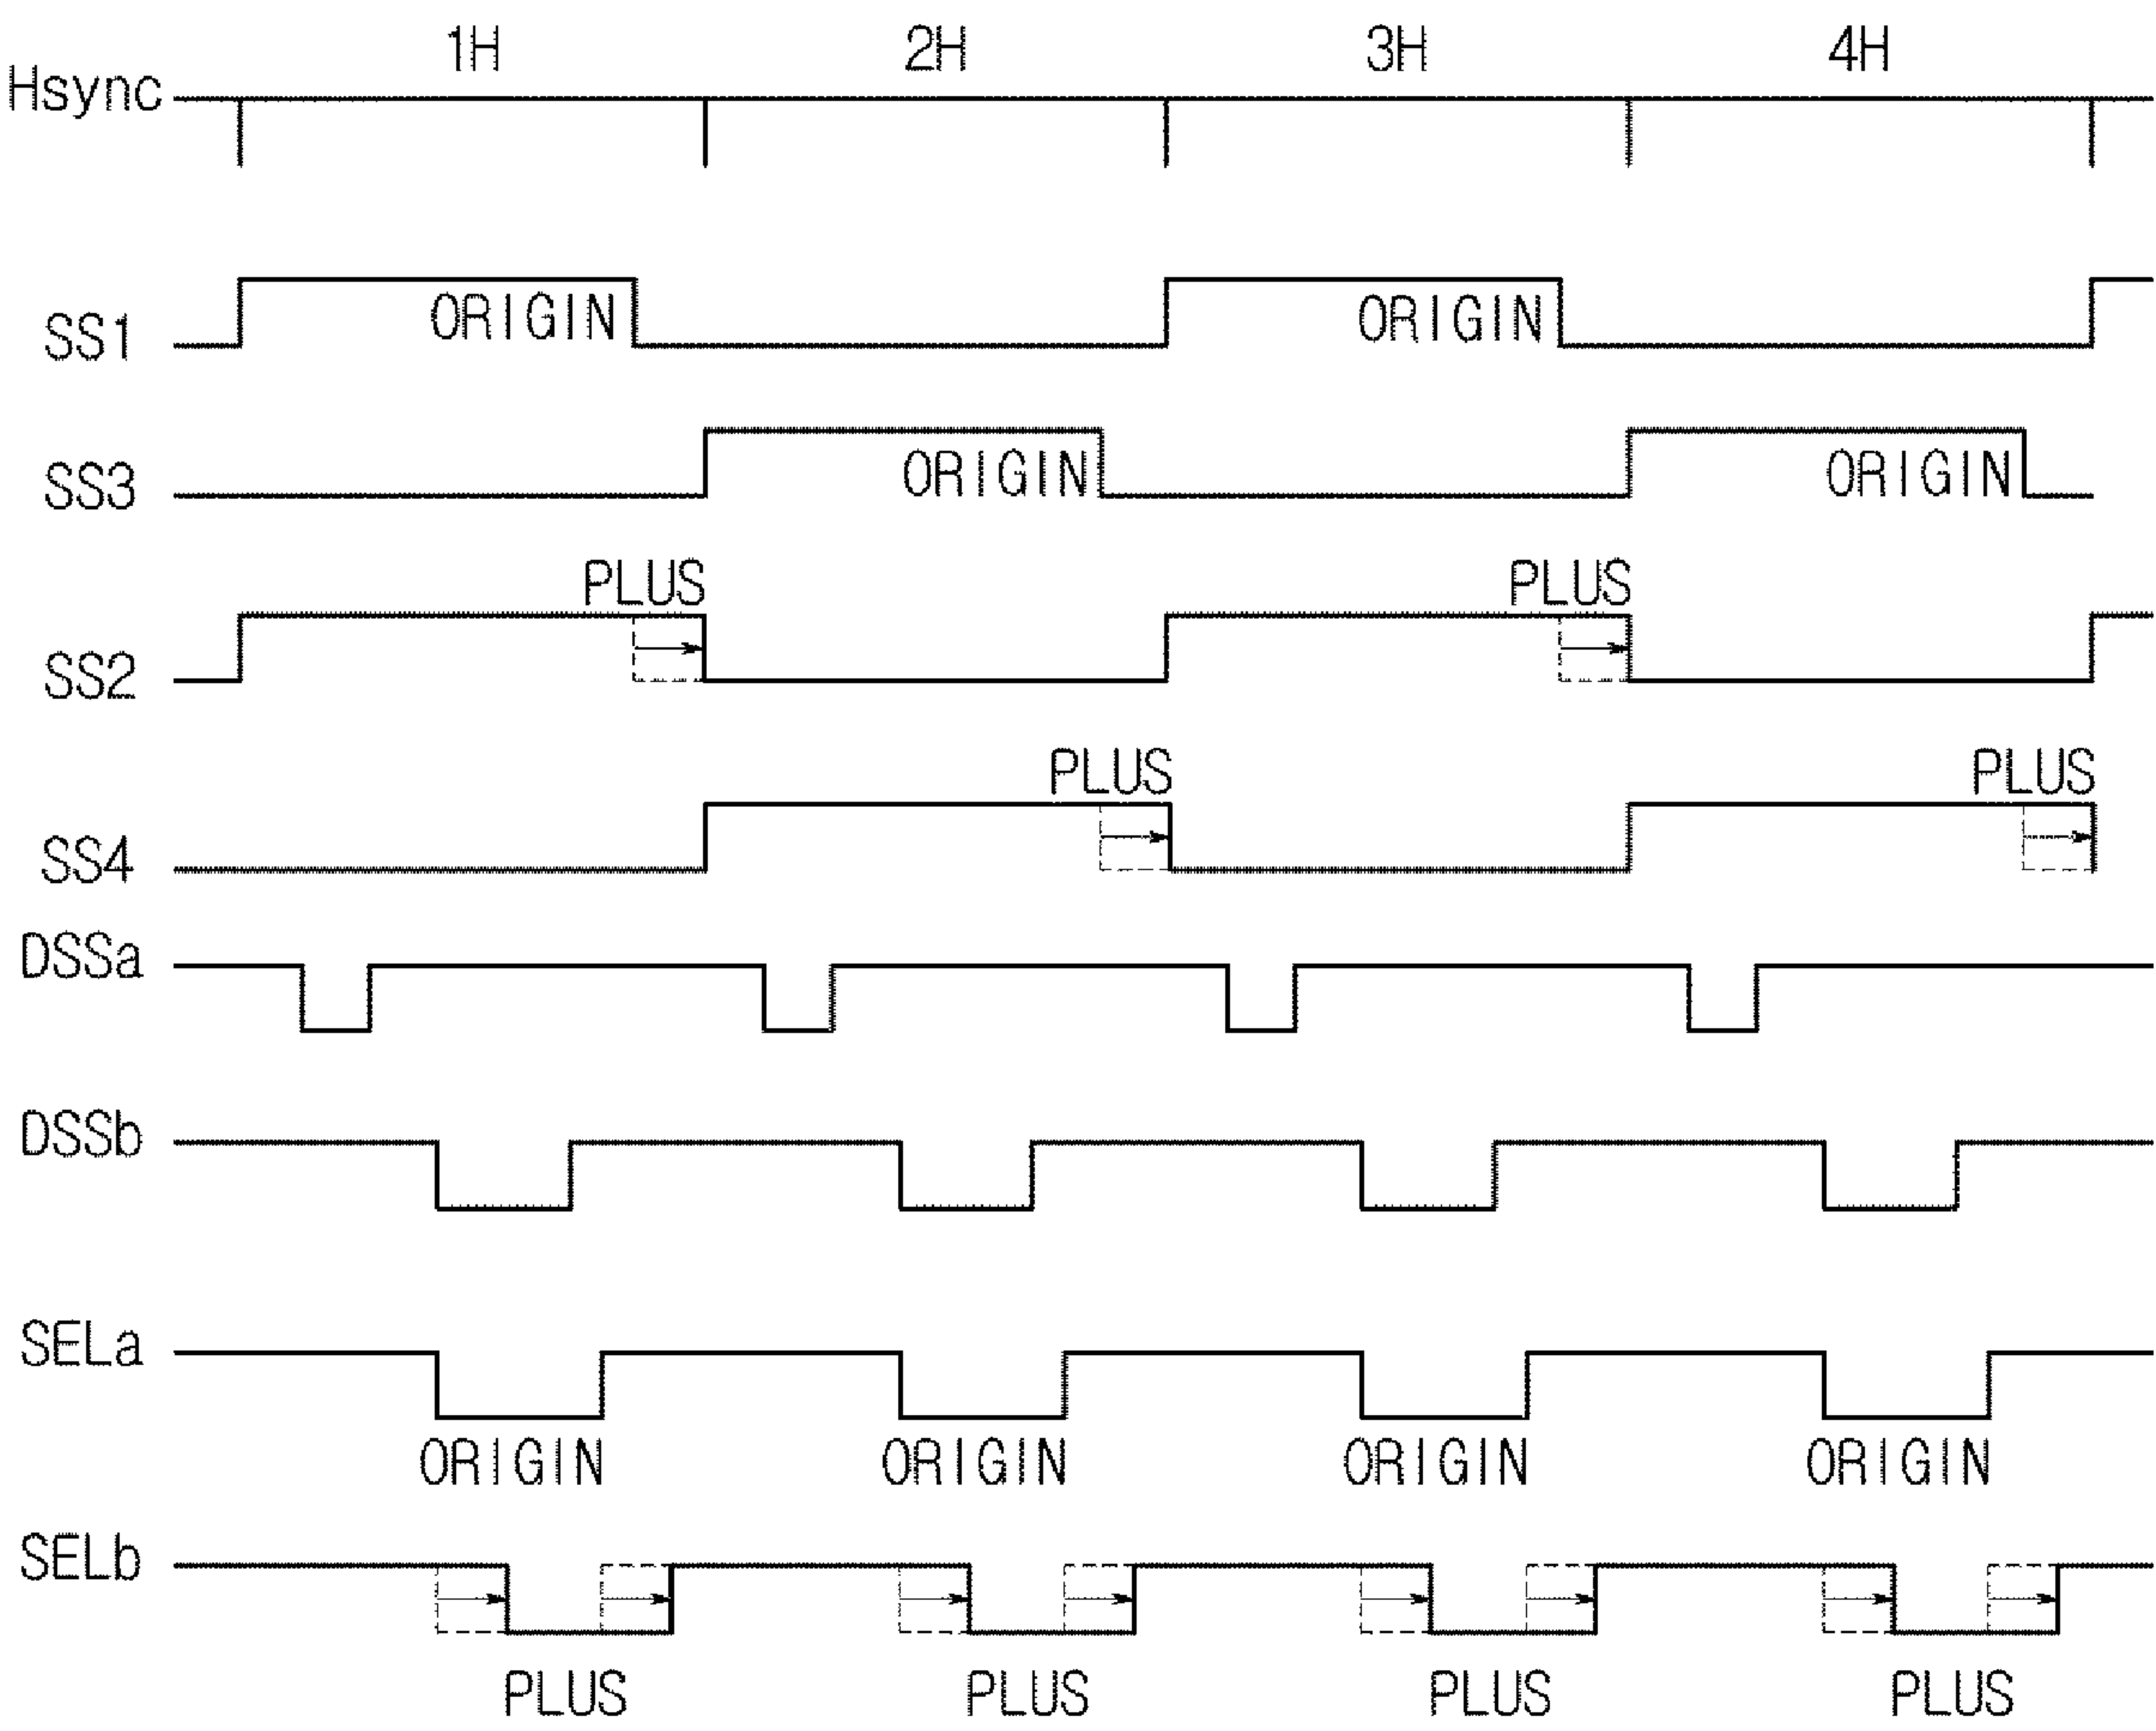 1H 2H 3H 4H
Hsync
SS1 ORIGIN ORIGIN
SS3 ORIGIN ORIGIN
PLUS PLUS
SS2
PLUS PLUS
SS4
DSSa
DSSb
SELa
ORIGIN ORIGIN ORIGIN ORIGIN
SELb
PLUS PLUS PLUS PLUS